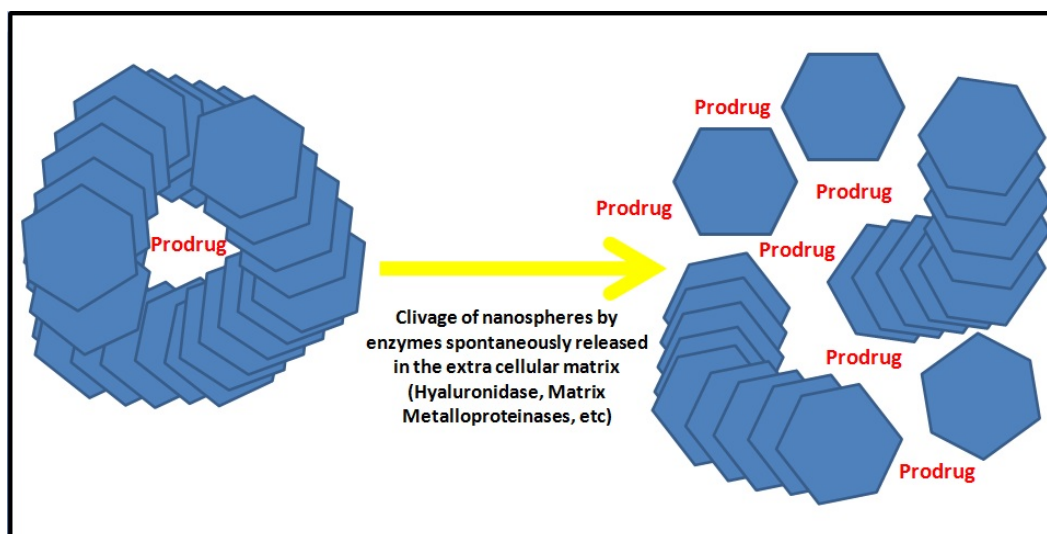 Prodrug
Clivage of nanospheres by
enzymes spontaneously released
in the extra cellular matrix
(Hyaluronidase, Matrix
Metalloproteinases, etc)
Prodrug
Prodrug
Prodrug
Prodrug
Prodrug
Prodrug